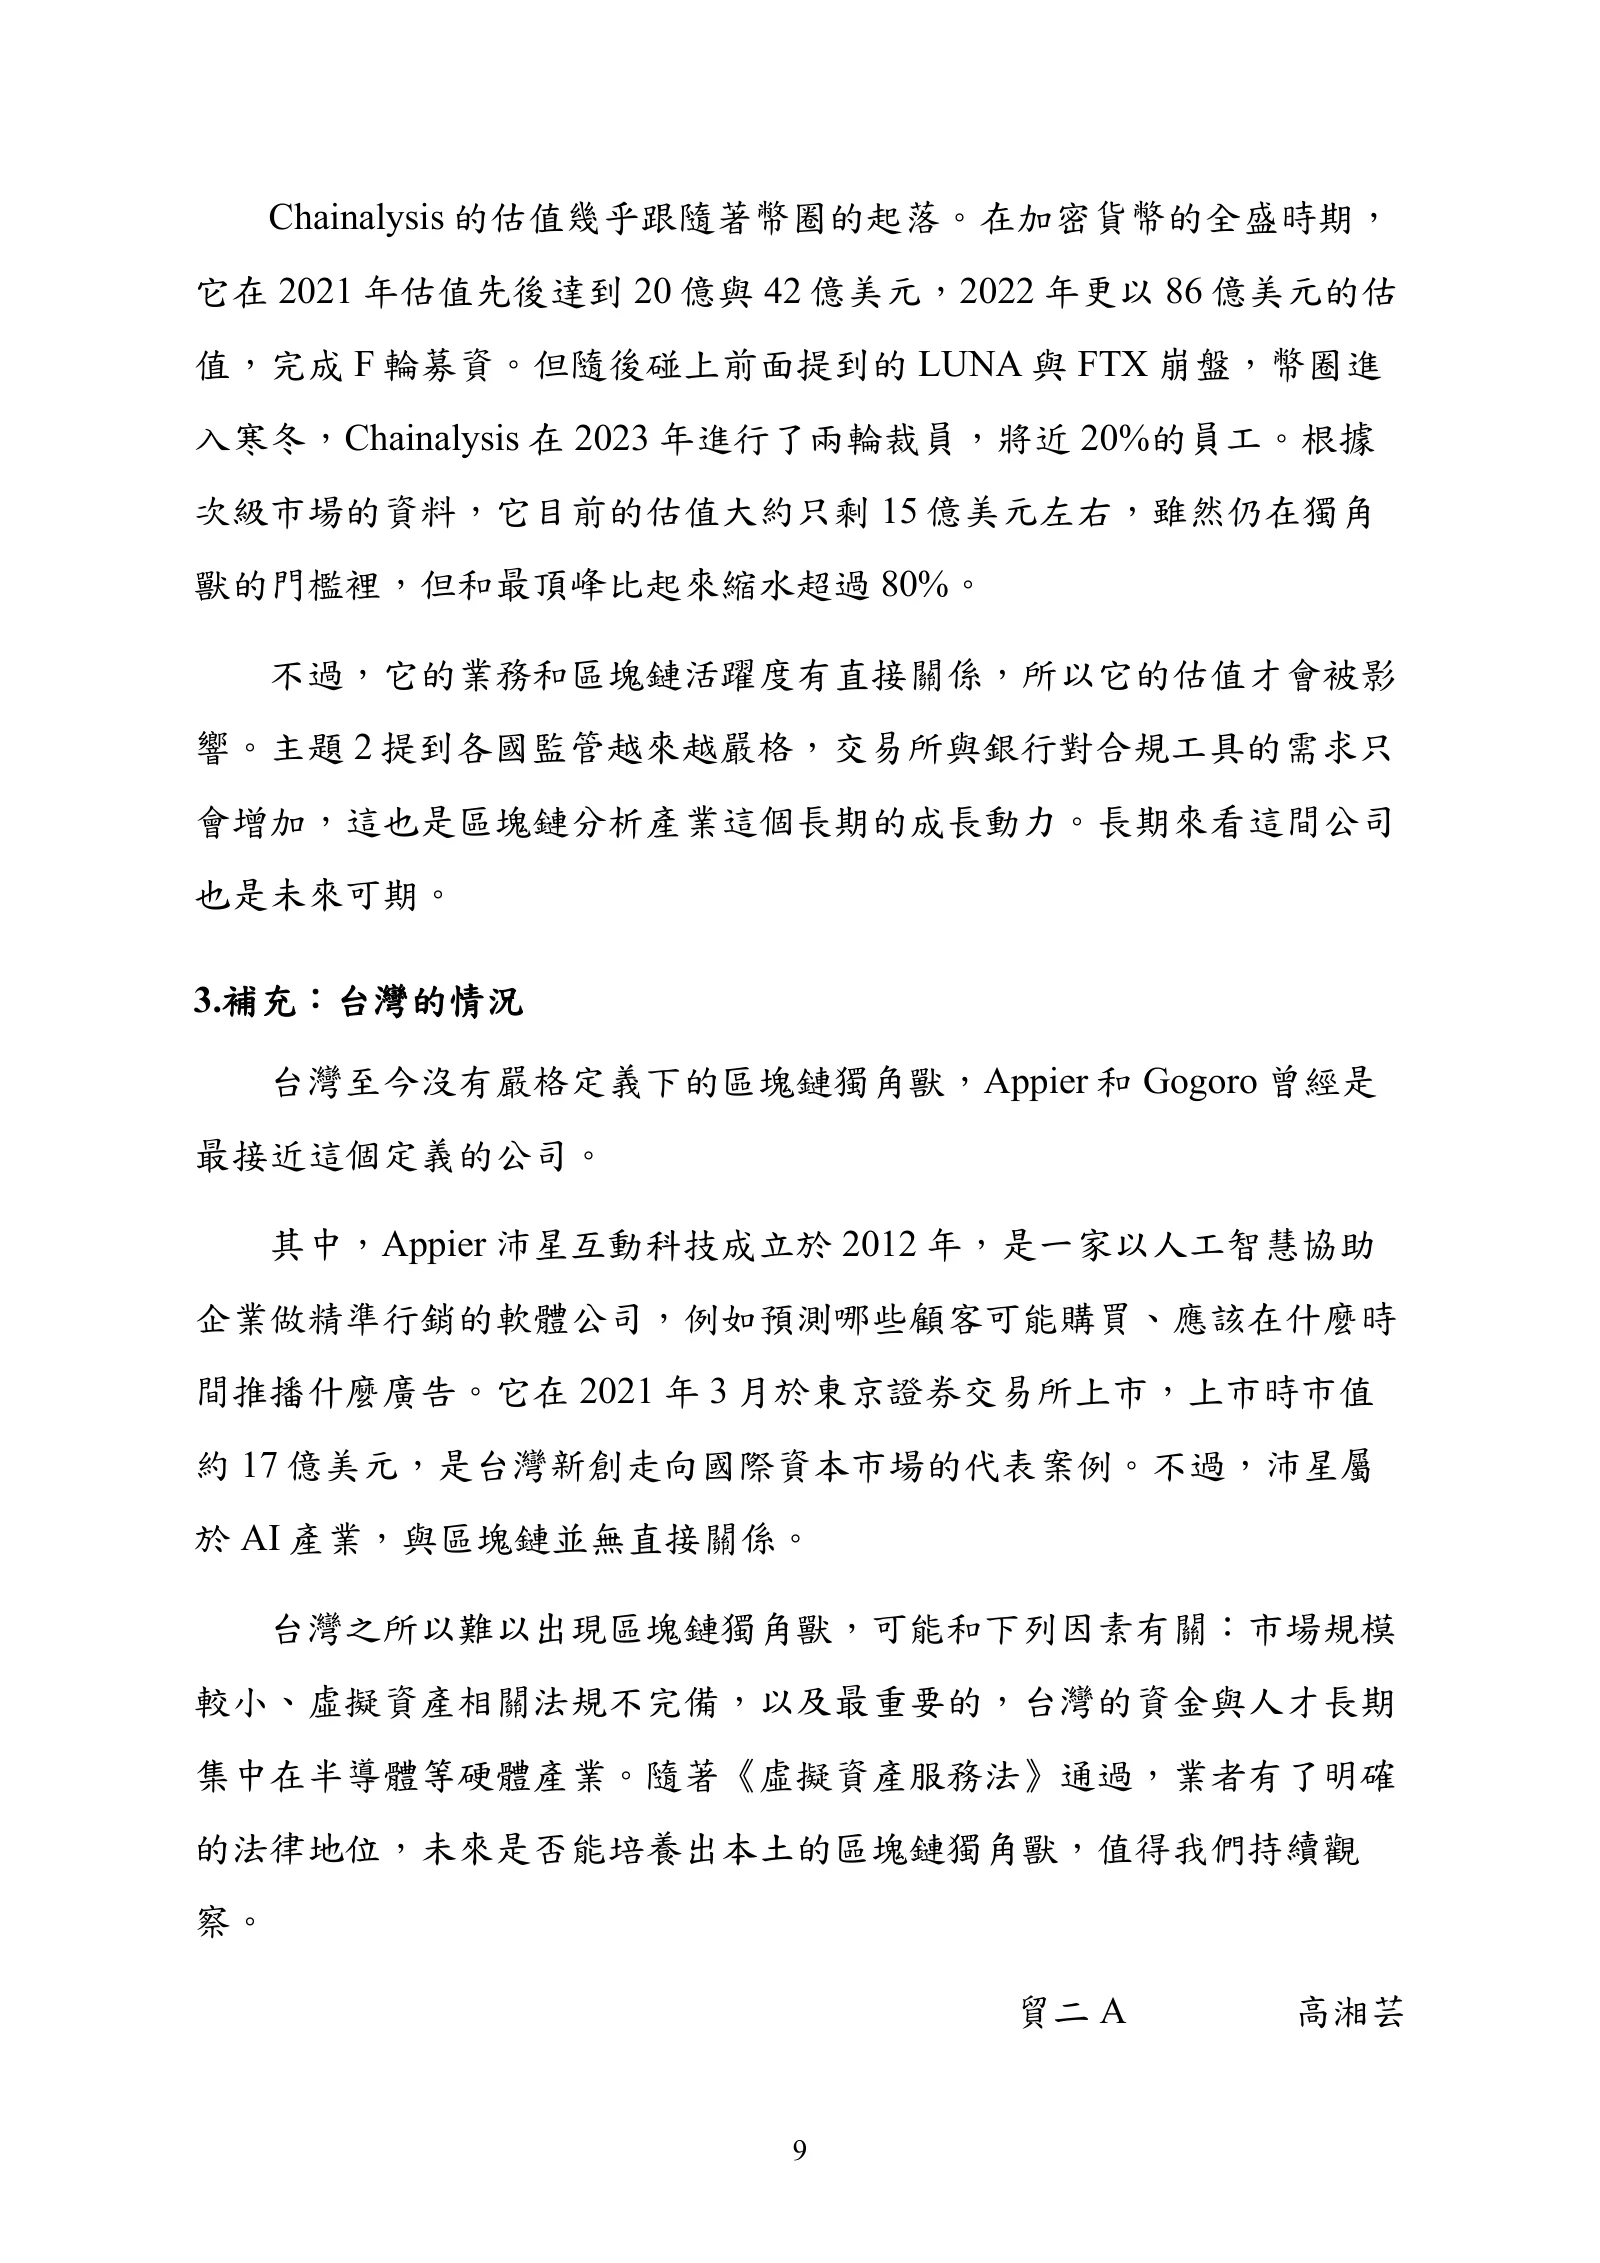 Chainalysis 的估值幾乎跟隨著幣圈的起落。在加密貨幣的全盛時期，
它在 2021 年估值先後達到 20 億與 42 億美元，2022 年更以 86 億美元的估
值，完成 F 輪募資。但隨後碰上前面提到的 LUNA 與 FTX 崩盤，幣圈進
入寒冬，Chainalysis 在 2023 年進行了兩輪裁員，將近 20%的員工。根據
次級市場的資料，它目前的估值大約只剩 15 億美元左右，雖然仍在獨角
獸的門檻裡，但和最頂峰比起來縮水超過 80%。
不過，它的業務和區塊鏈活躍度有直接關係，所以它的估值才會被影
響。主題 2 提到各國監管越來越嚴格，交易所與銀行對合規工具的需求只
會增加，這也是區塊鏈分析產業這個長期的成長動力。長期來看這間公司
也是未來可期。
3.補充：台灣的情況
台灣至今沒有嚴格定義下的區塊鏈獨角獸，Appier 和 Gogoro 曾經是
最接近這個定義的公司。
其中，Appier 沛星互動科技成立於 2012 年，是一家以人工智慧協助
企業做精準行銷的軟體公司，例如預測哪些顧客可能購買、應該在什麼時
間推播什麼廣告。它在 2021 年 3 月於東京證券交易所上市，上市時市值
約 17 億美元，是台灣新創走向國際資本市場的代表案例。不過，沛星屬
於 AI 產業，與區塊鏈並無直接關係。
台灣之所以難以出現區塊鏈獨角獸，可能和下列因素有關：市場規模
較小、虛擬資產相關法規不完備，以及最重要的，台灣的資金與人才長期
集中在半導體等硬體產業。隨著《虛擬資產服務法》通過，業者有了明確
的法律地位，未來是否能培養出本土的區塊鏈獨角獸，值得我們持續觀
察。
貿二 A 高湘芸
9